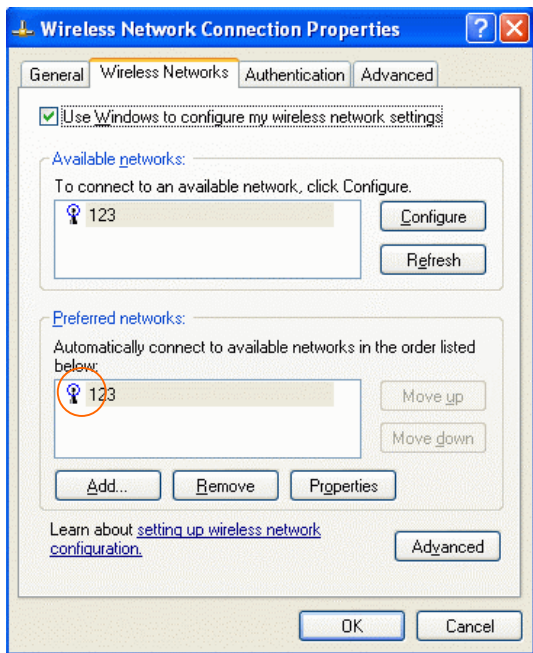 Wireless Network Connection Properties
General Wireless Networks Authentication Advanced
Use Windows to configure my wireless network settings
Available networks:
To connect to an available network, click Configure.
123
Configure
Refresh
Preferred networks:
Automatically connect to available networks in the order listed
below:
123
Move up
Move down
Add... Remove Properties
Learn about setting up wireless network
configuration.
Advanced
OK Cancel